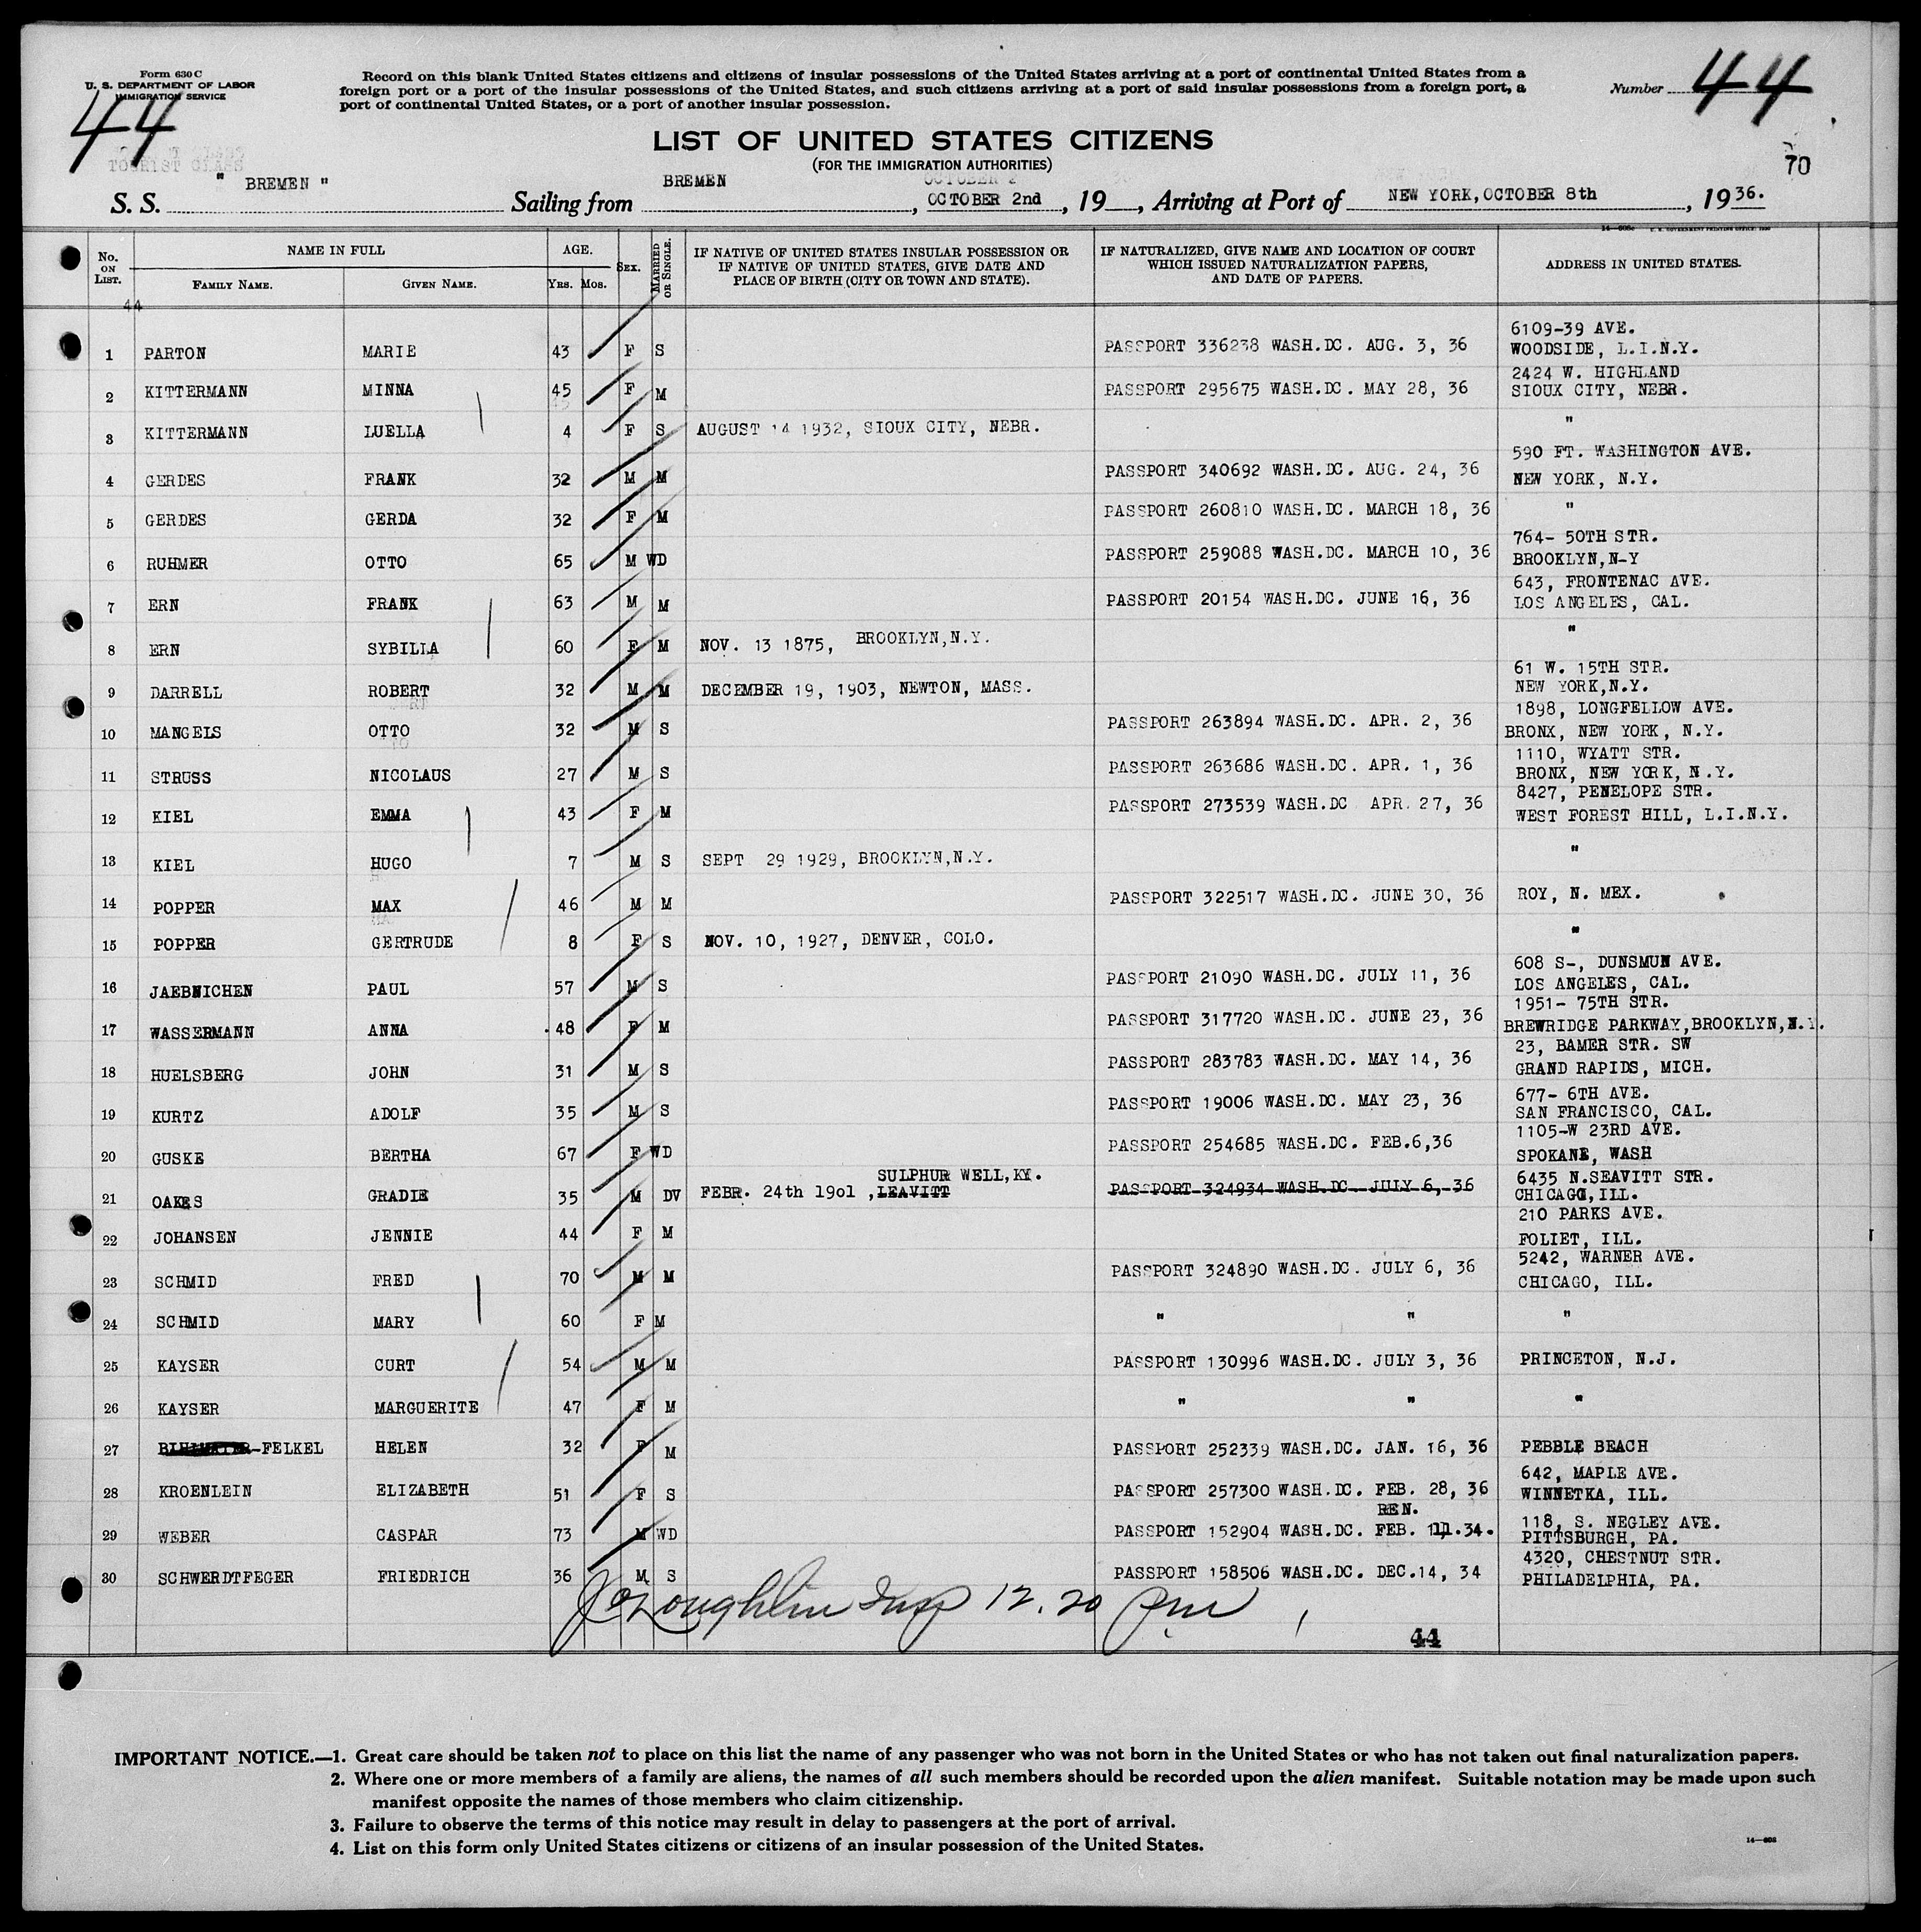 Form 630 C
U. S. DEPARTMENT OF LABOR
IMMIGRATION SERVICE
44
TOURIST CLASS
Record on this blank United States citizens and citizens of insular possessions of the United States arriving at a port of continental United States from a
foreign port or a port of the insular possessions of the United States, and such citizens arriving at a port of said insular possessions from a foreign port, a
port of continental United States, or a port of another insular possession.
Number 44
LIST OF UNITED STATES CITIZENS
(FOR THE IMMIGRATION AUTHORITIES)
70
S. S. " BREMEN " Sailing from BREMEN, OCTOBER 2nd, 19__, Arriving at Port of NEW YORK, OCTOBER 8th, 1936.
No. ON LIST. NAME IN FULL FAMILY NAME. GIVEN NAME. AGE. YRS. MOS. SEX. MARRIED OR SINGLE. IF NATIVE OF UNITED STATES INSULAR POSSESSION OR IF NATIVE OF UNITED STATES, GIVE DATE AND PLACE OF BIRTH (CITY OR TOWN AND STATE). IF NATURALIZED, GIVE NAME AND LOCATION OF COURT WHICH ISSUED NATURALIZATION PAPERS, AND DATE OF PAPERS. ADDRESS IN UNITED STATES.
44
1 PARTON MARIE 43 F S PASSPORT 336238 WASH.DC. AUG. 3, 36 6109-39 AVE. WOODSIDE, L.I.N.Y.
2 KITTERMANN MINNA 45 F M PASSPORT 295675 WASH.DC. MAY 28, 36 2424 W. HIGHLAND SIOUX CITY, NEBR.
3 KITTERMANN LUELLA 4 F S AUGUST 14 1932, SIOUX CITY, NEBR. "
4 GERDES FRANK 32 M M PASSPORT 340692 WASH.DC. AUG. 24, 36 590 FT. WASHINGTON AVE. NEW YORK, N.Y.
5 GERDES GERDA 32 F M PASSPORT 260810 WASH.DC. MARCH 18, 36 "
6 RUHMER OTTO 65 M WD PASSPORT 259088 WASH.DC. MARCH 10, 36 764- 50TH STR. BROOKLYN,N-Y
7 ERN FRANK 63 M M PASSPORT 20154 WASH.DC. JUNE 16, 36 643, FRONTENAC AVE. LOS ANGELES, CAL.
8 ERN SYBILLA 60 F M NOV. 13 1875, BROOKLYN,N.Y. "
9 DARRELL ROBERT 32 M M DECEMBER 19, 1903, NEWTON, MASS. 61 W. 15TH STR. NEW YORK,N.Y.
10 MANGELS OTTO 32 M S PASSPORT 263894 WASH.DC. APR. 2, 36 1898, LONGFELLOW AVE. BRONX, NEW YORK, N.Y.
11 STRUSS NICOLAUS 27 M S PASSPORT 263686 WASH.DC. APR. 1, 36 1110, WYATT STR. BRONX, NEW YORK, N.Y.
12 KIEL EMMA 43 F M PASSPORT 273539 WASH.DC APR. 27, 36 8427, PENELOPE STR. WEST FOREST HILL, L.I.N.Y.
13 KIEL HUGO 7 M S SEPT 29 1929, BROOKLYN,N.Y. "
14 POPPER MAX 46 M M PASSPORT 322517 WASH.DC. JUNE 30, 36 ROY, N. MEX.
15 POPPER GERTRUDE 8 F S NOV. 10, 1927, DENVER, COLO. "
16 JAEBNICHEN PAUL 57 M S PASSPORT 21090 WASH.DC. JULY 11, 36 608 S-, DUNSMUN AVE. LOS ANGELES, CAL.
17 WASSERMANN ANNA 48 F M PASSPORT 317720 WASH.DC. JUNE 23, 36 1951- 75TH STR. BREWRIDGE PARKWAY,BROOKLYN,N.Y.
18 HUELSBERG JOHN 31 M S PASSPORT 283783 WASH.DC. MAY 14, 36 23, BAMER STR. SW GRAND RAPIDS, MICH.
19 KURTZ ADOLF 35 M S PASSPORT 19006 WASH.DC. MAY 23, 36 677- 6TH AVE. SAN FRANCISCO, CAL.
20 GUSKE BERTHA 67 F WD PASSPORT 254685 WASH.DC. FEB.6,36 1105-W 23RD AVE. SPOKANE, WASH
21 OAKES GRADIE 35 M DV FEBR. 24th 19o1 , LEAVITT SULPHUR WELL, KY. PASSPORT 324934 WASH.DC. JULY 6, 36 6435 N.SEAVITT STR. CHICAGO,ILL.
22 JOHANSEN JENNIE 44 F M 210 PARKS AVE. FOLIET, ILL.
23 SCHMID FRED 70 M M PASSPORT 324890 WASH.DC. JULY 6, 36 5242, WARNER AVE. CHICAGO, ILL.
24 SCHMID MARY 60 F M " " "
25 KAYSER CURT 54 M M PASSPORT 130996 WASH.DC. JULY 3, 36 PRINCETON, N.J.
26 KAYSER MARGUERITE 47 F M " " "
27 -FELKEL HELEN 32 F M PASSPORT 252339 WASH.DC. JAN. 16, 36 PEBBLE BEACH
28 KROENLEIN ELIZABETH 51 F S PASSPORT 257300 WASH.DC. FEB. 28, 36 642, MAPLE AVE. WINNETKA, ILL.
29 WEBER CASPAR 73 M WD PASSPORT 152904 WASH.DC. REN. FEB. 11.34. 118, S. NEGLEY AVE. PITTSBURGH, PA.
30 SCHWERDTFEGER FRIEDRICH 36 M S PASSPORT 158506 WASH.DC. DEC.14, 34 4320, CHESTNUT STR. PHILADELPHIA, PA.
Loughlin Insp 12.20 Pm
44
IMPORTANT NOTICE.—1. Great care should be taken not to place on this list the name of any passenger who was not born in the United States or who has not taken out final naturalization papers.
2. Where one or more members of a family are aliens, the names of all such members should be recorded upon the alien manifest. Suitable notation may be made upon such
manifest opposite the names of those members who claim citizenship.
3. Failure to observe the terms of this notice may result in delay to passengers at the port of arrival.
4. List on this form only United States citizens or citizens of an insular possession of the United States.